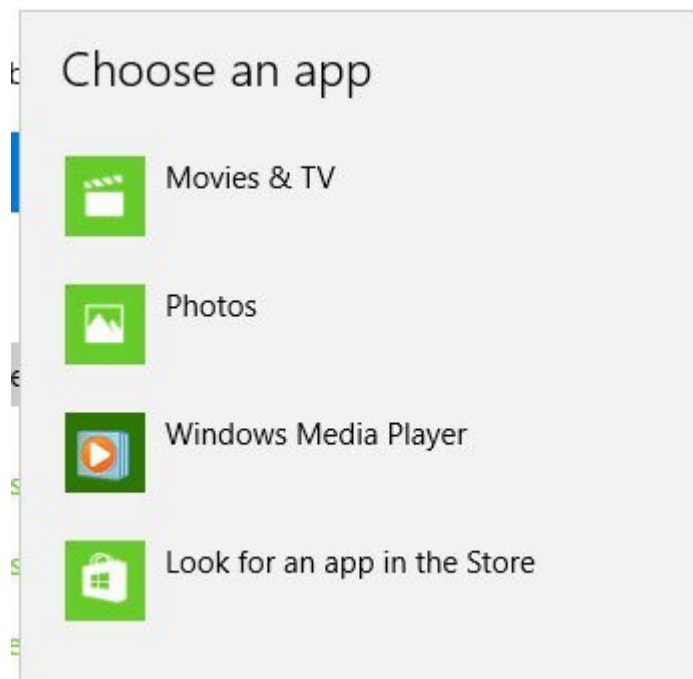 Choose an app
Movies & TV
Photos
Windows Media Player
Look for an app in the Store